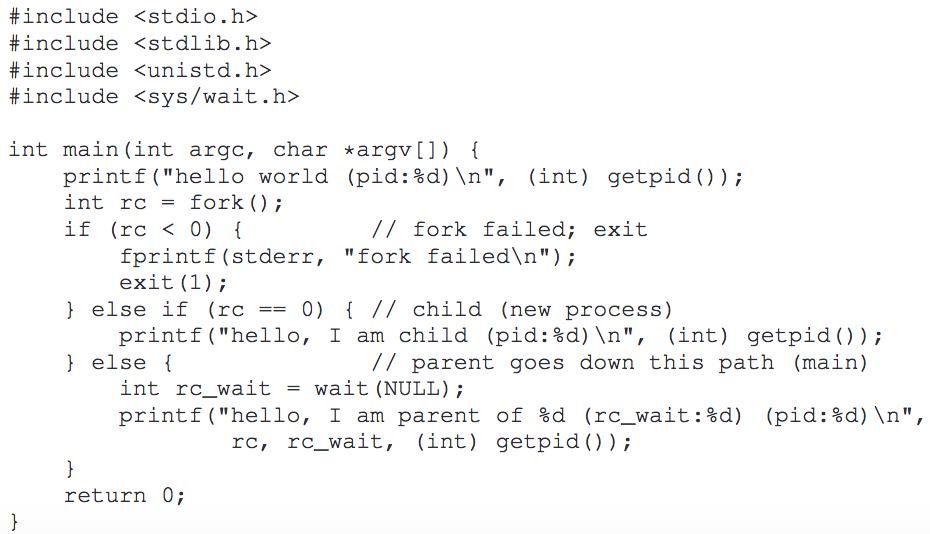 #include <stdio.h>
#include <stdlib.h>
#include <unistd.h>
#include <sys/wait.h>
int main(int argc, char *argv[]) {
    printf("hello world (pid:%d)\n", (int) getpid());
    int rc = fork();
    if (rc < 0) {         // fork failed; exit
        fprintf(stderr, "fork failed\n");
        exit(1);
    } else if (rc == 0) { // child (new process)
        printf("hello, I am child (pid:%d)\n", (int) getpid());
    } else {              // parent goes down this path (main)
        int rc_wait = wait(NULL);
        printf("hello, I am parent of %d (rc_wait:%d) (pid:%d)\n",
                rc, rc_wait, (int) getpid());
    }
    return 0;
}